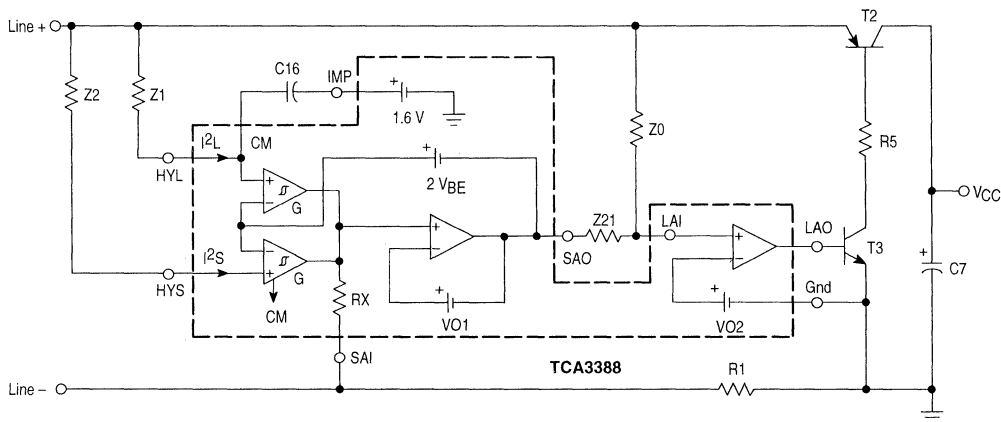 Line +
T2
C16
IMP
Z2
Z1
+
1.6 V
Z0
R5
I2L
CM
HYL
+
2 VBE
+
G
−
VCC
−
+
Z21
LAI
LAO
I2S
G
−
SAO
+
T3
+
HYS
CM
RX
+
VO1
−
+
VO2
Gnd
+
C7
SAI
TCA3388
R1
Line −